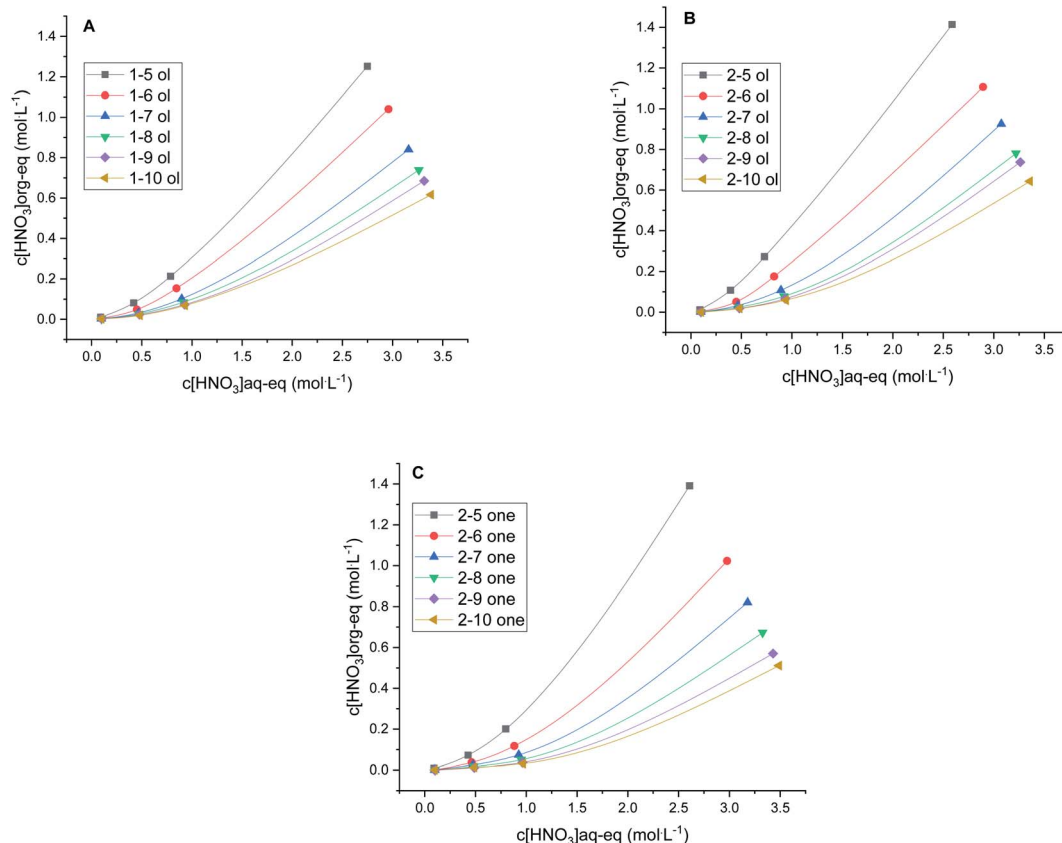 A
1-5 ol
1-6 ol
1-7 ol
1-8 ol
1-9 ol
1-10 ol
c[HNO₃]org-eq (mol·L⁻¹)
1.4
1.2
1.0
0.8
0.6
0.4
0.2
0.0
0.0 0.5 1.0 1.5 2.0 2.5 3.0 3.5
c[HNO₃]aq-eq (mol·L⁻¹)
B
2-5 ol
2-6 ol
2-7 ol
2-8 ol
2-9 ol
2-10 ol
c[HNO₃]org-eq (mol·L⁻¹)
1.4
1.2
1.0
0.8
0.6
0.4
0.2
0.0
0.0 0.5 1.0 1.5 2.0 2.5 3.0 3.5
c[HNO₃]aq-eq (mol·L⁻¹)
C
2-5 one
2-6 one
2-7 one
2-8 one
2-9 one
2-10 one
c[HNO₃]org-eq (mol·L⁻¹)
1.4
1.2
1.0
0.8
0.6
0.4
0.2
0.0
0.0 0.5 1.0 1.5 2.0 2.5 3.0 3.5
c[HNO₃]aq-eq (mol·L⁻¹)